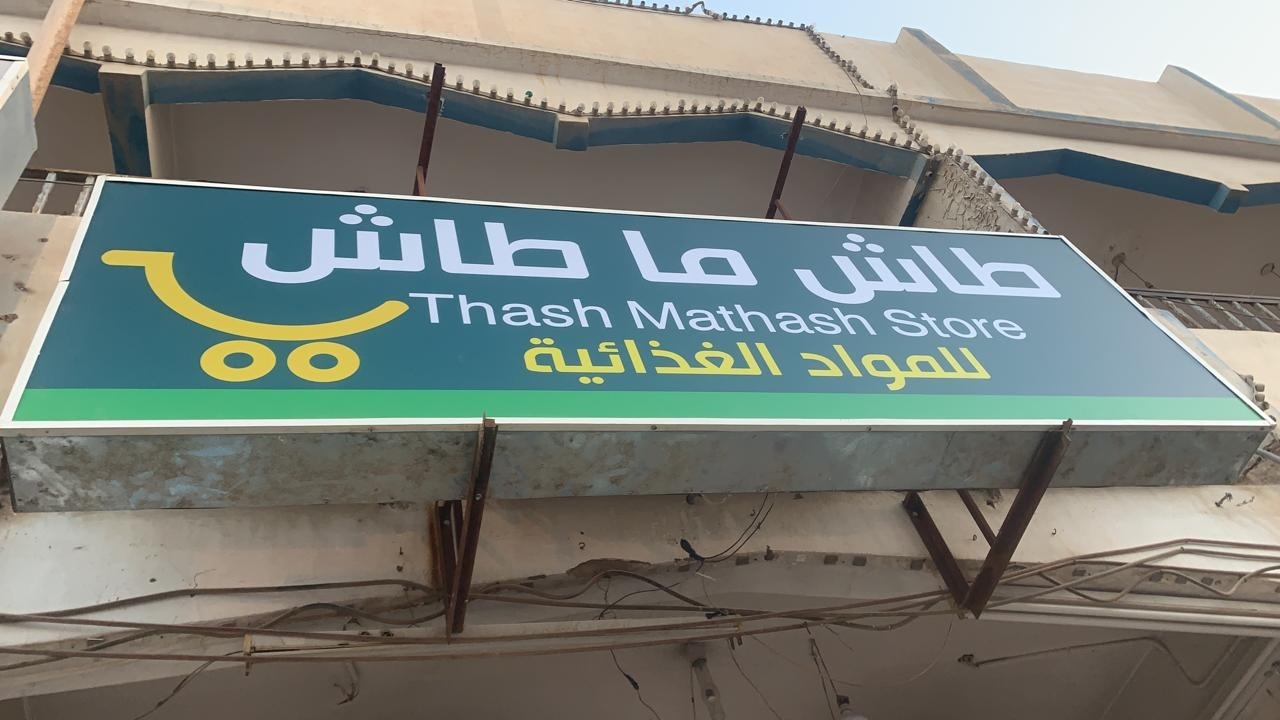 طاش ما طاش
Thash Mathash Store
للمواد الغذائية